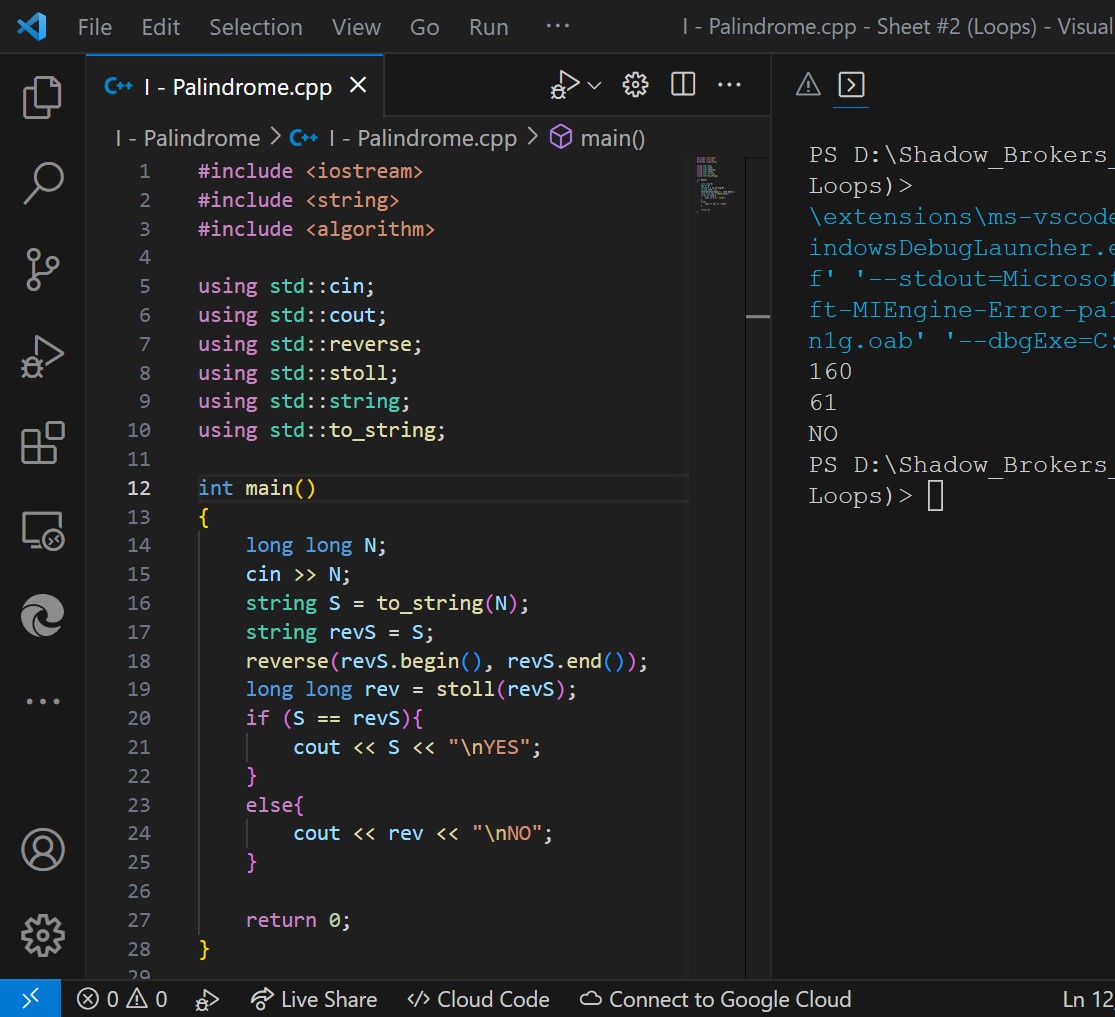 File Edit Selection View Go Run ··· I - Palindrome.cpp - Sheet #2 (Loops) - Visual
C++ I - Palindrome.cpp
I - Palindrome > C++ I - Palindrome.cpp > main()
1 #include <iostream>
2 #include <string>
3 #include <algorithm>
4
5 using std::cin;
6 using std::cout;
7 using std::reverse;
8 using std::stoll;
9 using std::string;
10 using std::to_string;
11
12 int main()
13 {
14 long long N;
15 cin >> N;
16 string S = to_string(N);
17 string revS = S;
18 reverse(revS.begin(), revS.end());
19 long long rev = stoll(revS);
20 if (S == revS){
21 cout << S << "\nYES";
22 }
23 else{
24 cout << rev << "\nNO";
25 }
26
27 return 0;
28 }
29
PS D:\Shadow_Brokers_
Loops)>
\extensions\ms-vscode
indowsDebugLauncher.e
f' '--stdout=Microsof
ft-MIEngine-Error-pa1
n1g.oab' '--dbgExe=C:
160
61
NO
PS D:\Shadow_Brokers_
Loops)>
0 0 Live Share Cloud Code Connect to Google Cloud Ln 12